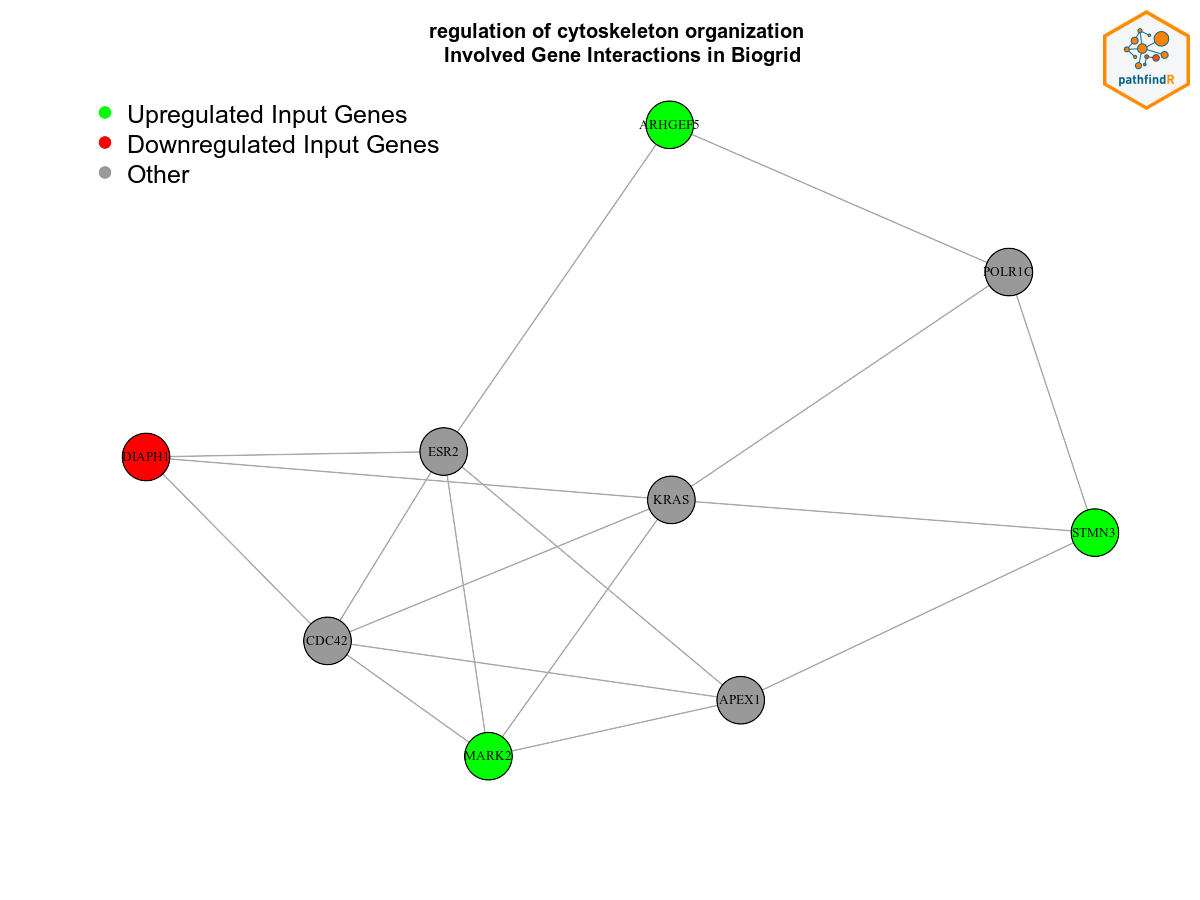 regulation of cytoskeleton organization
Involved Gene Interactions in Biogrid
pathfindR
Upregulated Input Genes
Downregulated Input Genes
Other
ARHGEF5
POLR1C
DIAPH1
ESR2
KRAS
STMN3
CDC42
APEX1
MARK2